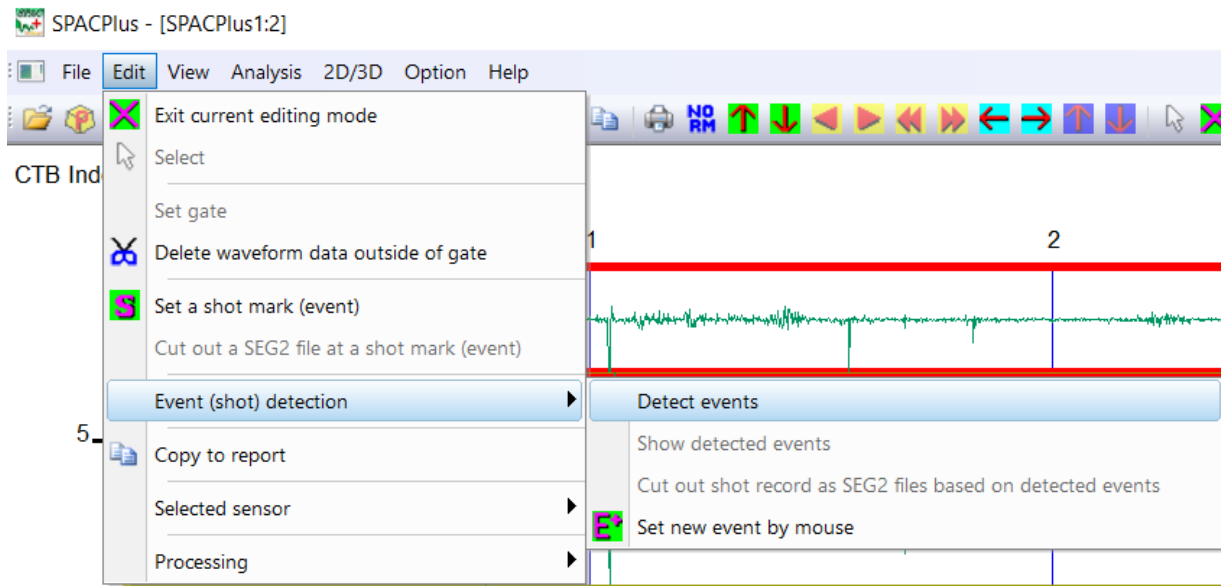 SPACPlus - [SPACPlus1:2]
File Edit View Analysis 2D/3D Option Help
NO
RM
Exit current editing mode
Select
CTB Ind
Set gate
1
2
Delete waveform data outside of gate
S
Set a shot mark (event)
Cut out a SEG2 file at a shot mark (event)
Event (shot) detection
Detect events
5
Show detected events
Copy to report
Cut out shot record as SEG2 files based on detected events
Selected sensor
E+
Set new event by mouse
Processing